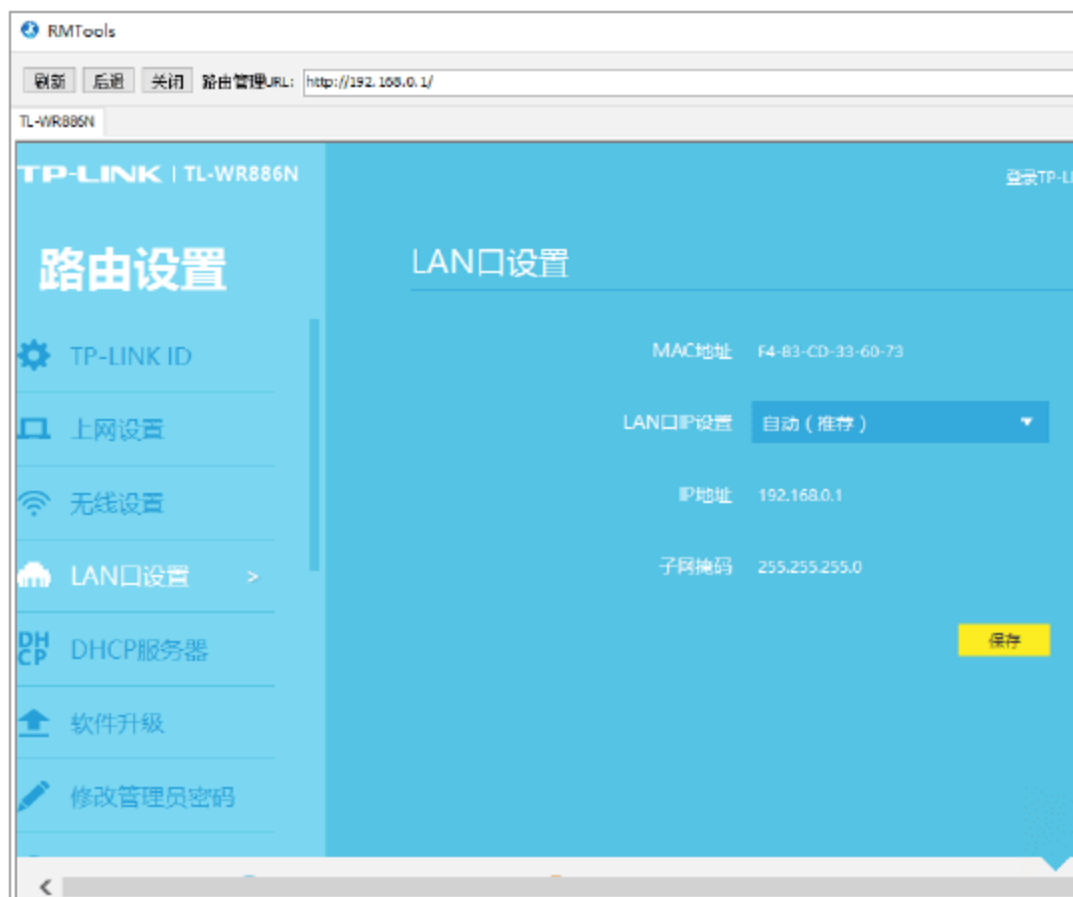 RMTools
刷新 后退 关闭 路由管理URL: http://192.168.0.1/
TL-WR886N
TP-LINK | TL-WR886N
登录TP-LI
路由设置
LAN口设置
TP-LINK ID
上网设置
无线设置
LAN口设置 >
DHCP服务器
软件升级
修改管理员密码
MAC地址 F4-83-CD-33-60-73
LAN口IP设置 自动（推荐）
IP地址 192.168.0.1
子网掩码 255.255.255.0
保存